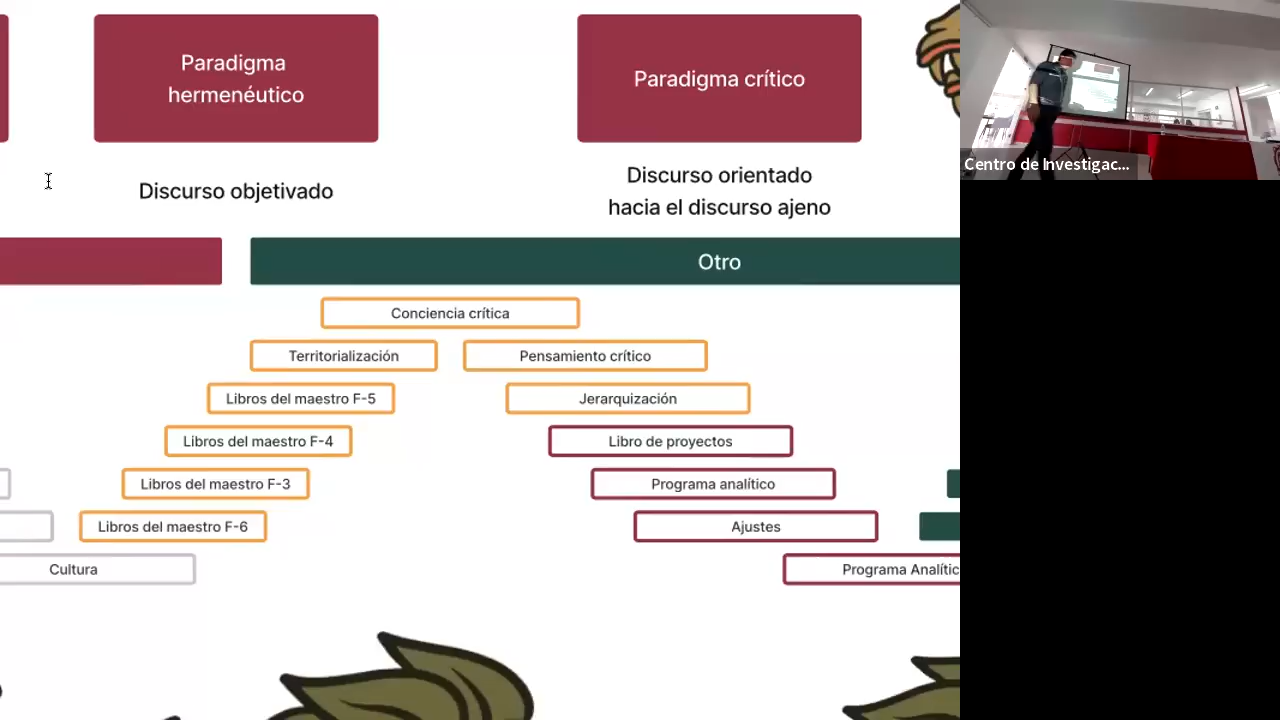 Paradigma
hermenéutico
Paradigma crítico
Discurso objetivado
Discurso orientado
hacia el discurso ajeno
Otro
Conciencia crítica
Territorialización
Pensamiento crítico
Libros del maestro F-5
Jerarquización
Libros del maestro F-4
Libro de proyectos
Libros del maestro F-3
Programa analítico
Libros del maestro F-6
Ajustes
Cultura
Programa Analític
Centro de Investigac...